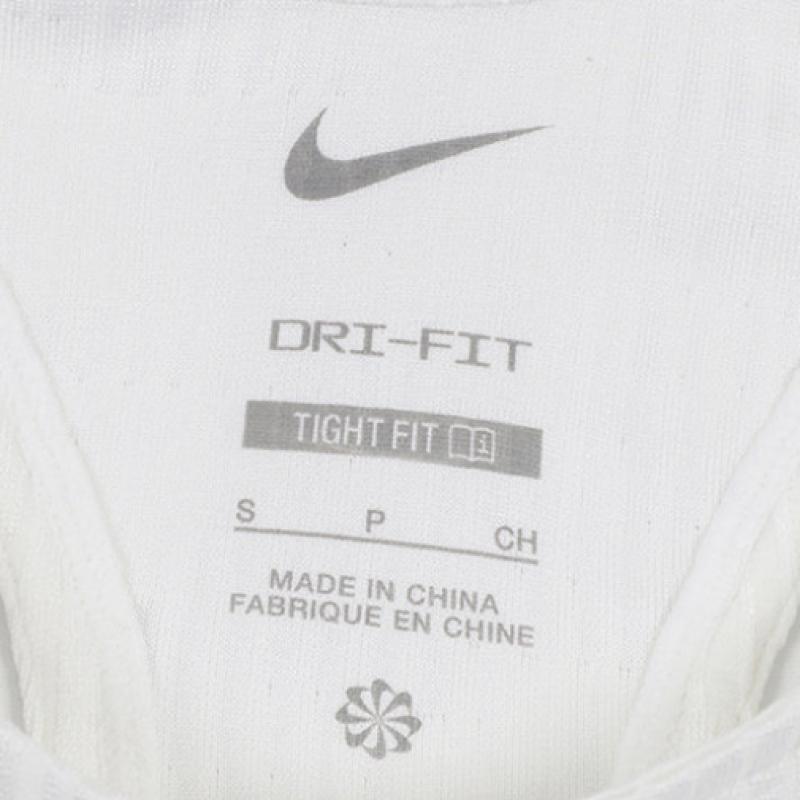 DRI-FIT
TIGHT FIT
S P CH
MADE IN CHINA
FABRIQUE EN CHINE